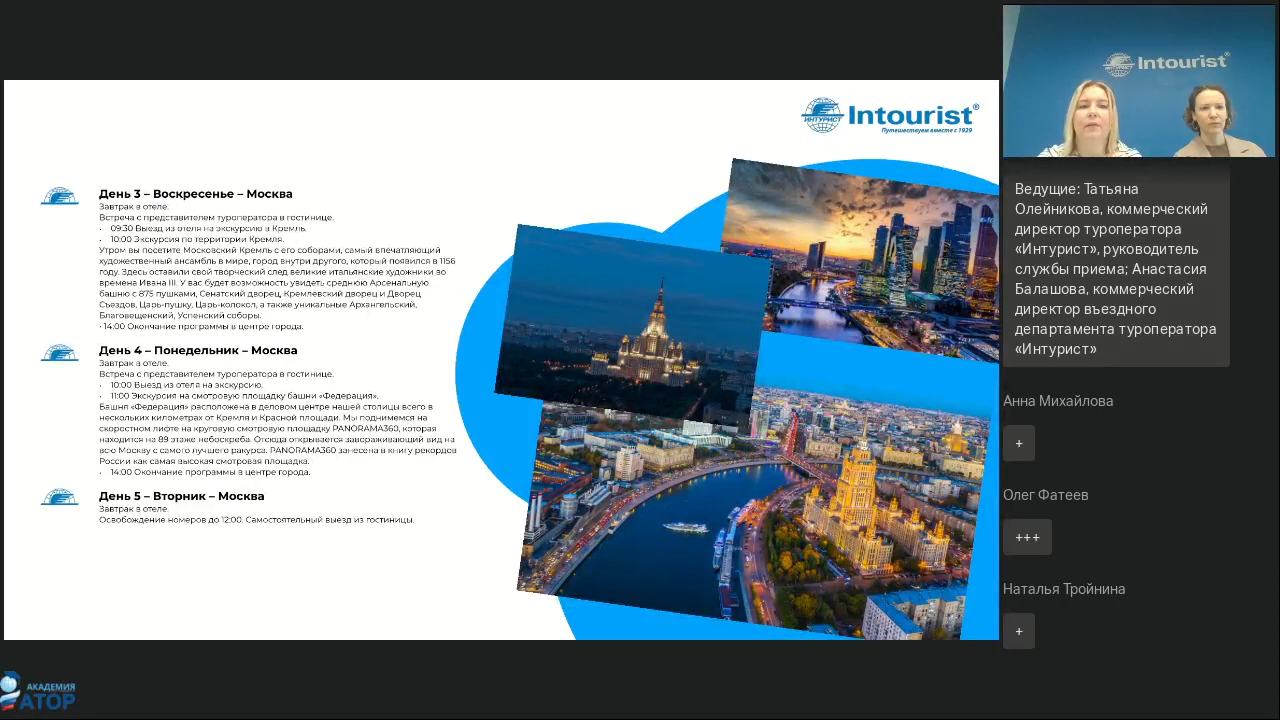 ИНТУРИСТ
Intourist®
Путешествуем вместе с 1929
День 3 – Воскресенье – Москва
Завтрак в отеле.
Встреча с представителем туроператора в гостинице.
• 09:30 Выезд из отеля на экскурсию в Кремль.
• 10:00 Экскурсия по территории Кремля.
Утром вы посетите Московский Кремль с его соборами, самый впечатляющий
художественный ансамбль в мире, город внутри другого, который появился в 1156
году. Здесь оставили свой творческий след великие итальянские художники во
времена Ивана III. У вас будет возможность увидеть среднюю Арсенальную
башню с 875 пушками, Сенатский дворец, Кремлевский дворец и Дворец
Съездов, Царь-пушку, Царь-колокол, а также уникальные Архангельский,
Благовещенский, Успенский соборы.
• 14:00 Окончание программы в центре города.
День 4 – Понедельник – Москва
Завтрак в отеле.
Встреча с представителем туроператора в гостинице.
• 10:00 Выезд из отеля на экскурсию.
• 11:00 Экскурсия на смотровую площадку башни «Федерация».
Башня «Федерация» расположена в деловом центре нашей столицы всего в
нескольких километрах от Кремля и Красной площади. Мы поднимемся на
скоростном лифте на круговую смотровую площадку PANORAMA360, которая
находится на 89 этаже небоскреба. Отсюда открывается завораживающий вид на
всю Москву с самого лучшего ракурса. PANORAMA360 занесена в книгу рекордов
России как самая высокая смотровая площадка.
• 14:00 Окончание программы в центре города.
День 5 – Вторник – Москва
Завтрак в отеле.
Освобождение номеров до 12:00. Самостоятельный выезд из гостиницы.
АКАДЕМИЯ
АТОР
ИНТУРИСТ
Intourist®
Ведущие: Татьяна
Олейникова, коммерческий
директор туроператора
«Интурист», руководитель
службы приема; Анастасия
Балашова, коммерческий
директор въездного
департамента туроператора
«Интурист»
Анна Михайлова
+
Олег Фатеев
+++
Наталья Тройнина
+